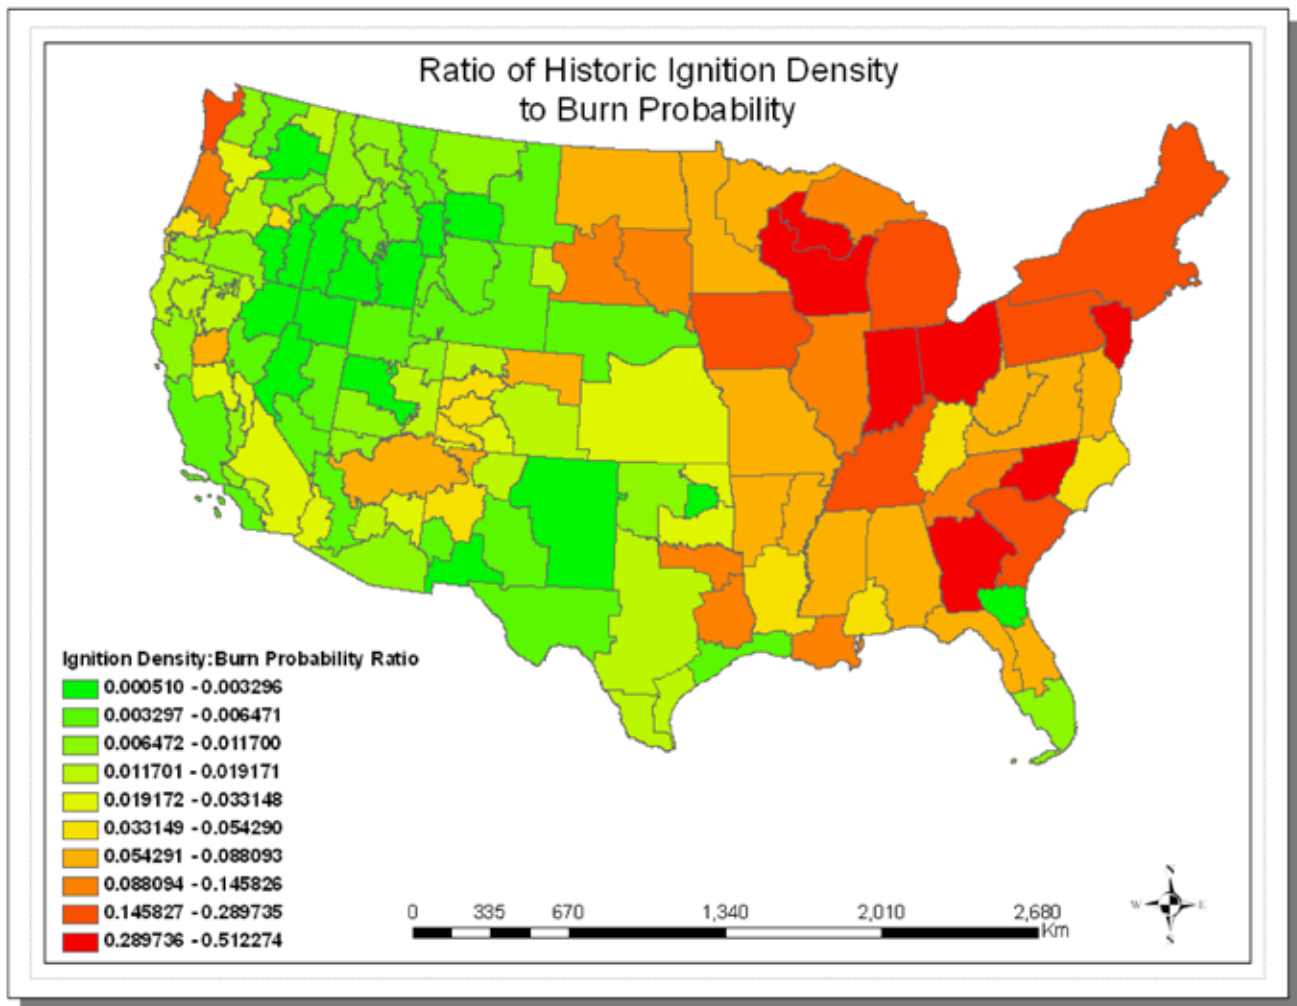 Ratio of Historic Ignition Density
to Burn Probability
Ignition Density:Burn Probability Ratio
0.000510 - 0.003296
0.003297 - 0.006471
0.006472 - 0.011700
0.011701 - 0.019171
0.019172 - 0.033148
0.033149 - 0.054290
0.054291 - 0.088093
0.088094 - 0.145826
0.145827 - 0.289735
0.289736 - 0.512274
0 335 670 1,340 2,010 2,680
Km
N
W E
S